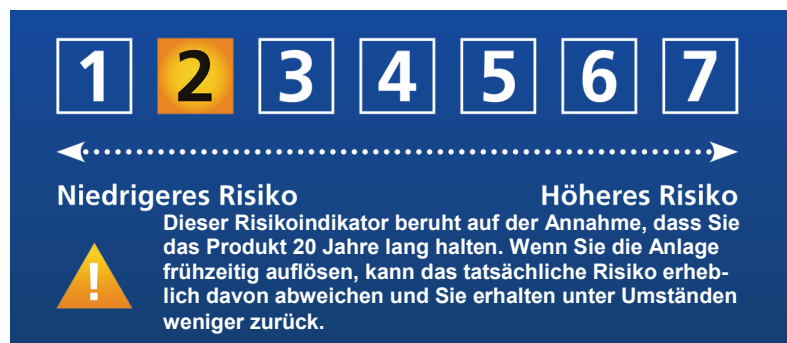 1 2 3 4 5 6 7
Niedrigeres Risiko Höheres Risiko
Dieser Risikoindikator beruht auf der Annahme, dass Sie
das Produkt 20 Jahre lang halten. Wenn Sie die Anlage
frühzeitig auflösen, kann das tatsächliche Risiko erheb-
lich davon abweichen und Sie erhalten unter Umständen
weniger zurück.
!